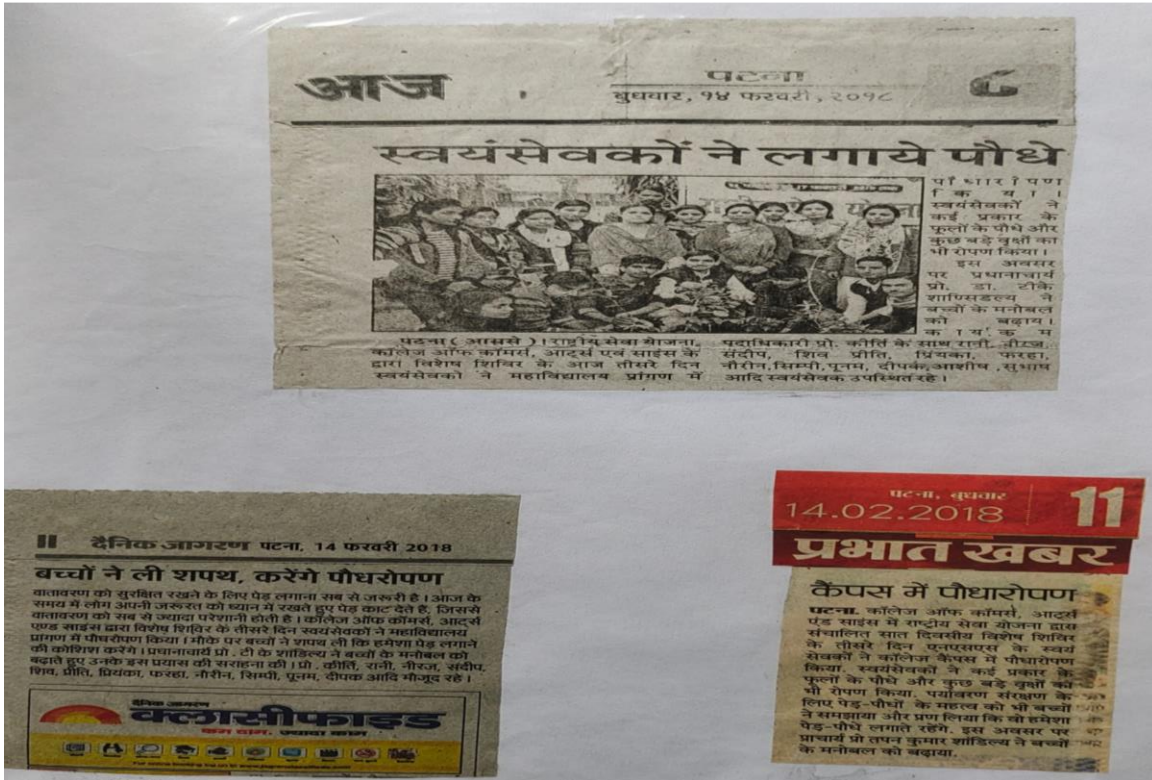 आज
पटना
बुधवार, १४ फरवरी, २०१८
८
स्वयंसेवकों ने लगाये पौधे
पटना (आससे)। राष्ट्रीय सेवा योजना,
कॉलेज ऑफ कॉमर्स, आर्ट्स एवं साइंस के
द्वारा विशेष शिविर के आज तीसरे दिन
स्वयंसेवकों ने महाविद्यालय प्रांगण में
पौधारोपण
किया।
स्वयंसेवकों ने
कई प्रकार के
फूलों के पौधे और
कुछ बड़े वृक्षों का
भी रोपण किया।
इस अवसर
पर प्रधानाचार्य
प्रो. डा. टीके
शाण्सिडल्य ने
बच्चों के मनोबल
को बढ़ाय।
कार्यक्रम
पदाधिकारी प्रो. कीर्ति के साथ रानी, नीरज,
संदीप, शिव प्रीति, प्रियंका, फरहा,
नौरीन,सिम्पी,पूनम, दीपक,आशीष ,सुभाष
आदि स्वयंसेवक उपस्थित रहे।
II दैनिक जागरण पटना, 14 फरवरी 2018
बच्चों ने ली शपथ, करेंगे पौधरोपण
वातावरण को सुरक्षित रखने के लिए पेड़ लगाना सब से जरूरी है। आज के
समय में लोग अपनी जरूरत को ध्यान में रखते हुए पेड़ काट देते हैं, जिससे
वातावरण को सब से ज्यादा परेशानी होती है। कॉलेज ऑफ कॉमर्स, आर्ट्स
एण्ड साइंस द्वारा विशेष शिविर के तीसरे दिन स्वयंसेवकों ने महाविद्यालय
प्रांगण में पौधरोपण किया। मौके पर बच्चों ने शपथ ली कि हमेशा पेड़ लगाने
की कोशिश करेंगे। प्रधानाचार्य प्रो. टी के शांडिल्य ने बच्चों के मनोबल को
बढ़ाते हुए उनके इस प्रयास की सराहना की। प्रो. कीर्ति, रानी, नीरज, संदीप,
शिव, प्रीति, प्रियंका, फरहा, नौरीन, सिम्पी, पूनम, दीपक आदि मौजूद रहे।
दैनिक जागरण
क्लासीफाइड
कम दाम, ज्यादा काम
पटना, बुधवार
14.02.2018
11
प्रभात खबर
कैंपस में पौधारोपण
पटना. कॉलेज ऑफ कॉमर्स, आर्ट्स
एंड साइंस में राष्ट्रीय सेवा योजना द्वारा
संचालित सात दिवसीय विशेष शिविर
के तीसरे दिन एनएसएस के स्वयं
सेवकों ने कॉलेज कैंपस में पौधारोपण
किया. स्वयंसेवकों ने कई प्रकार के
फूलों के पौधे और कुछ बड़े वृक्षों का
भी रोपण किया. पर्यावरण संरक्षण के
लिए पेड़-पौधों के महत्व को भी बच्चों
ने समझाया और प्रण लिया कि वो हमेशा
पेड़-पौधे लगाते रहेंगे. इस अवसर पर
प्राचार्य प्रो तपन कुमार शांडिल्य ने बच्चों
के मनोबल को बढ़ाया.